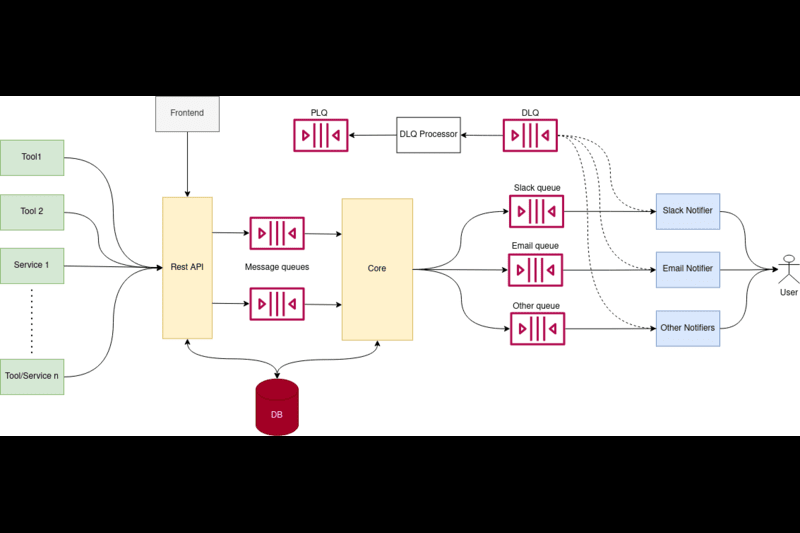 Frontend
PLQ
DLQ Processor
DLQ
Tool1
Tool 2
Service 1
Tool/Service n
Rest API
Message queues
Core
DB
Slack queue
Email queue
Other queue
Slack Notifier
Email Notifier
Other Notifiers
User